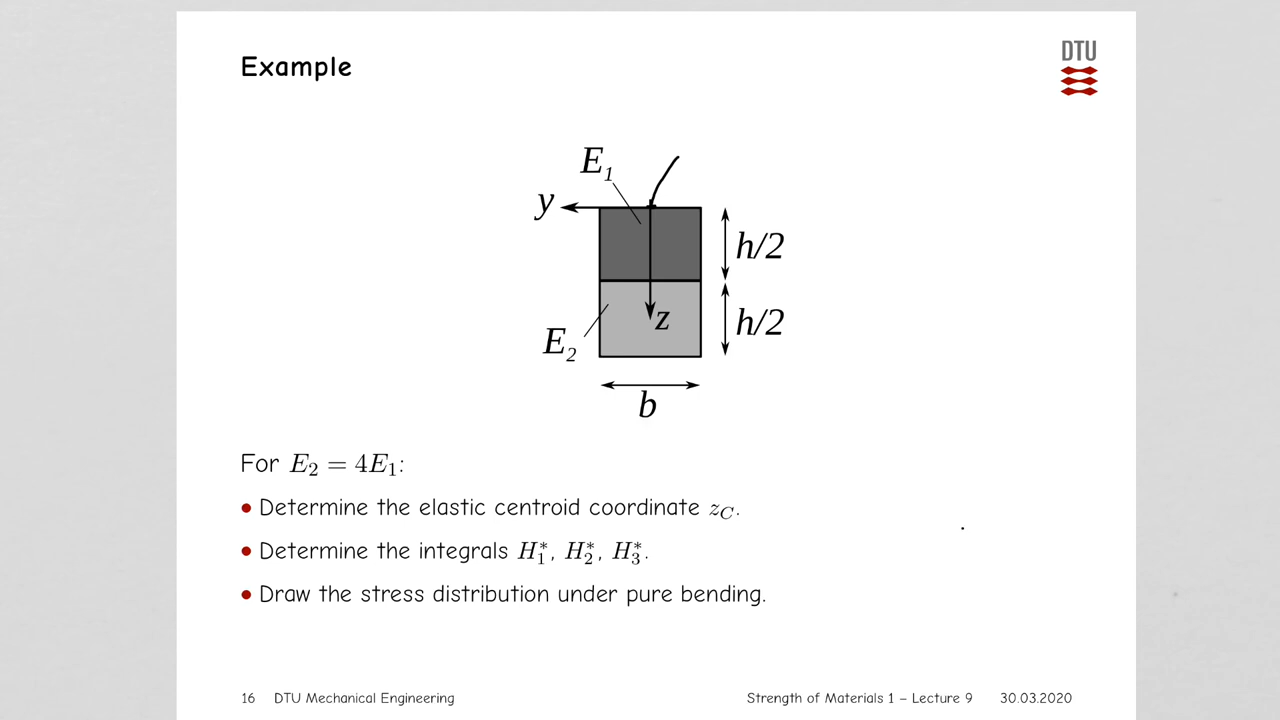 Example
DTU
E₁
y
h/2
z
h/2
E₂
b
For E₂ = 4E₁:
• Determine the elastic centroid coordinate z_C.
• Determine the integrals H₁*, H₂*, H₃*.
• Draw the stress distribution under pure bending.
16 DTU Mechanical Engineering Strength of Materials 1 – Lecture 9 30.03.2020